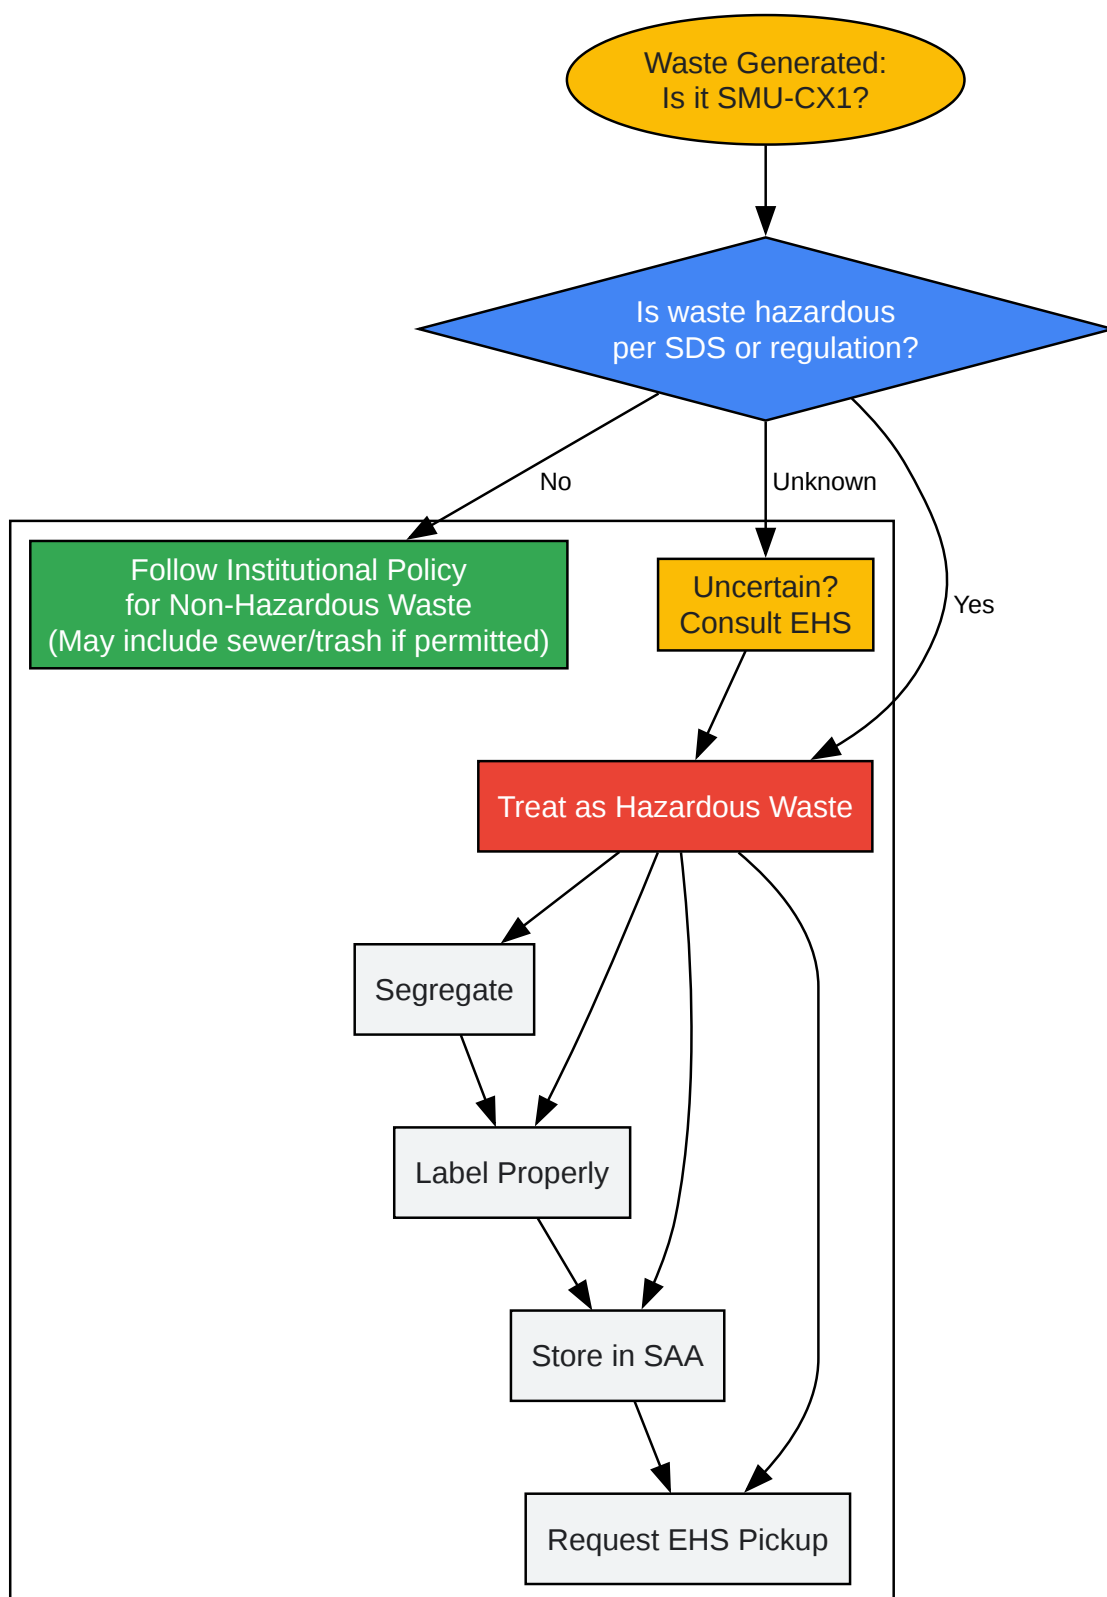 Waste Generated:
Is it SMU-CX1?
Is waste hazardous
per SDS or regulation?
No
Unknown
Yes
Follow Institutional Policy
for Non-Hazardous Waste
(May include sewer/trash if permitted)
Uncertain?
Consult EHS
Treat as Hazardous Waste
Segregate
Label Properly
Store in SAA
Request EHS Pickup